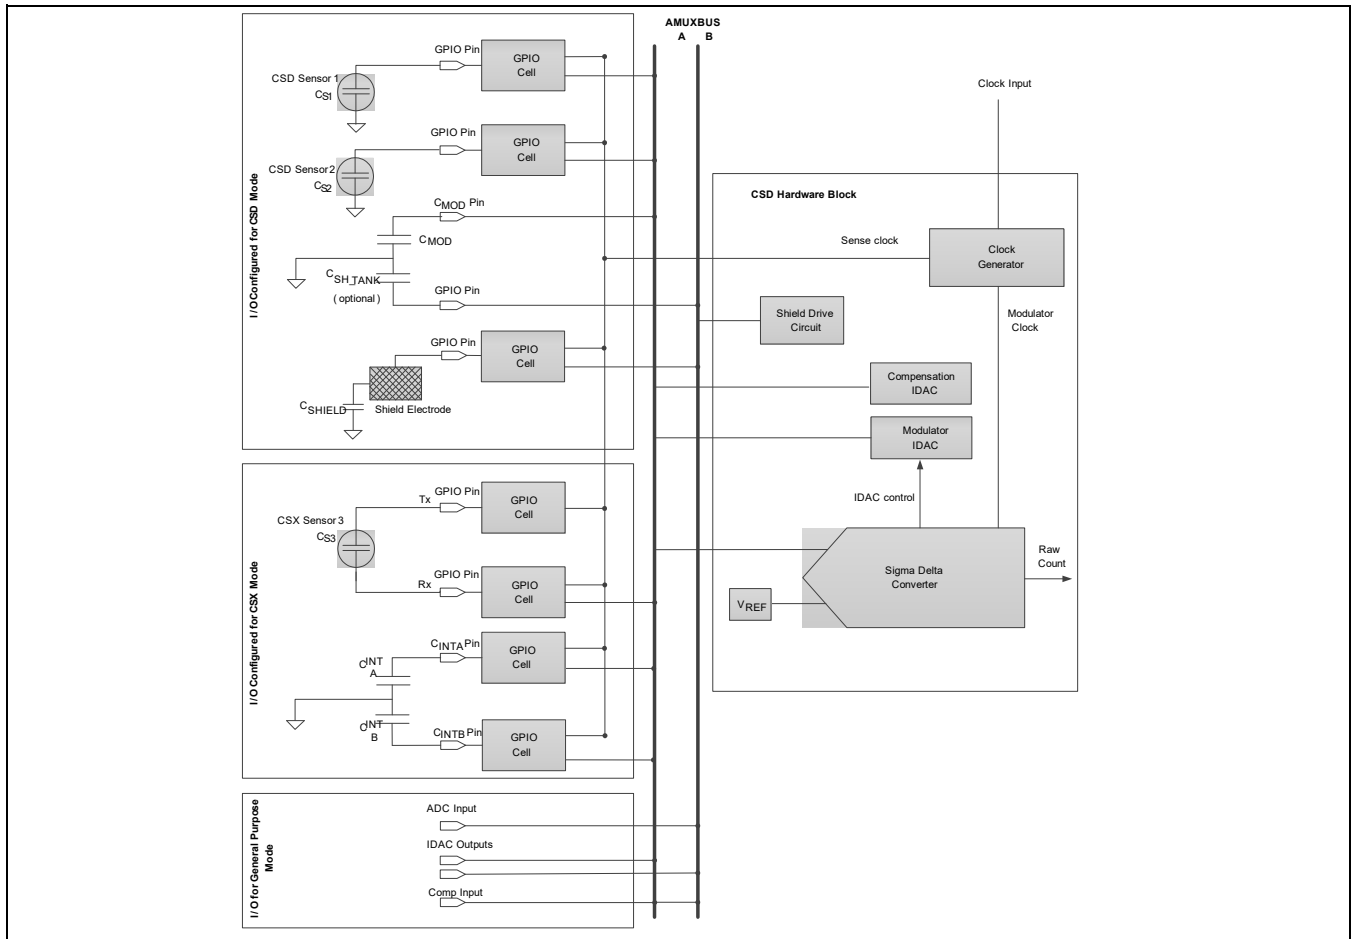 AMUXBUS
A B
I/O Configured for CSD Mode
GPIO Pin
GPIO
Cell
CSD Sensor 1
CS1
GPIO Pin
GPIO
Cell
CSD Sensor 2
CS2
CMOD Pin
CMOD
CSH_TANK
(optional)
GPIO Pin
GPIO Pin
GPIO
Cell
CSHIELD
Shield Electrode
I/O Configured for CSX Mode
GPIO Pin
Tx
GPIO
Cell
CSX Sensor 3
CS3
GPIO Pin
Rx
GPIO
Cell
CINTA Pin
GPIO
Cell
CINT
A
CINT
B
CINTB Pin
GPIO
Cell
I/O for General Purpose
Mode
ADC Input
IDAC Outputs
Comp Input
Clock Input
CSD Hardware Block
Sense clock
Clock
Generator
Shield Drive
Circuit
Modulator
Clock
Compensation
IDAC
Modulator
IDAC
IDAC control
Sigma Delta
Converter
Raw
Count
VREF